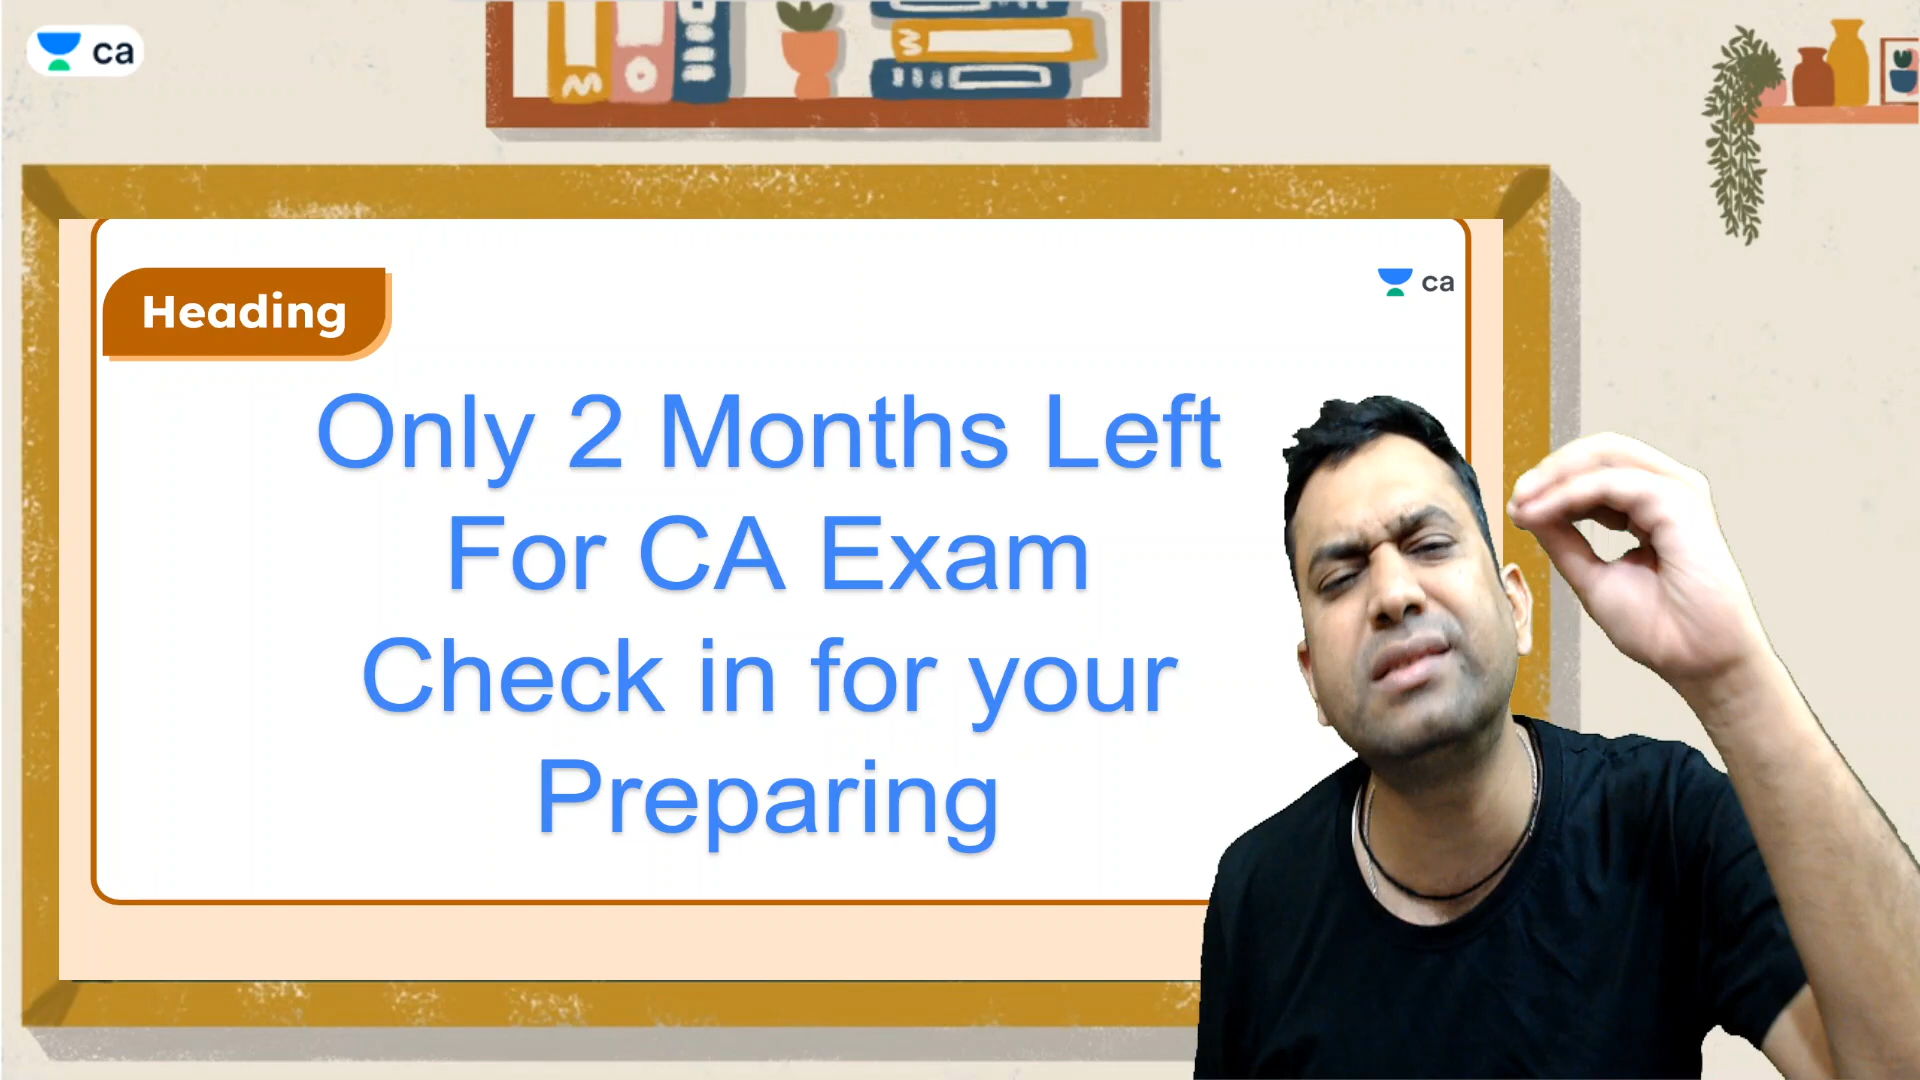 ca
Heading
ca
Only 2 Months Left
For CA Exam
Check in for your
Preparing